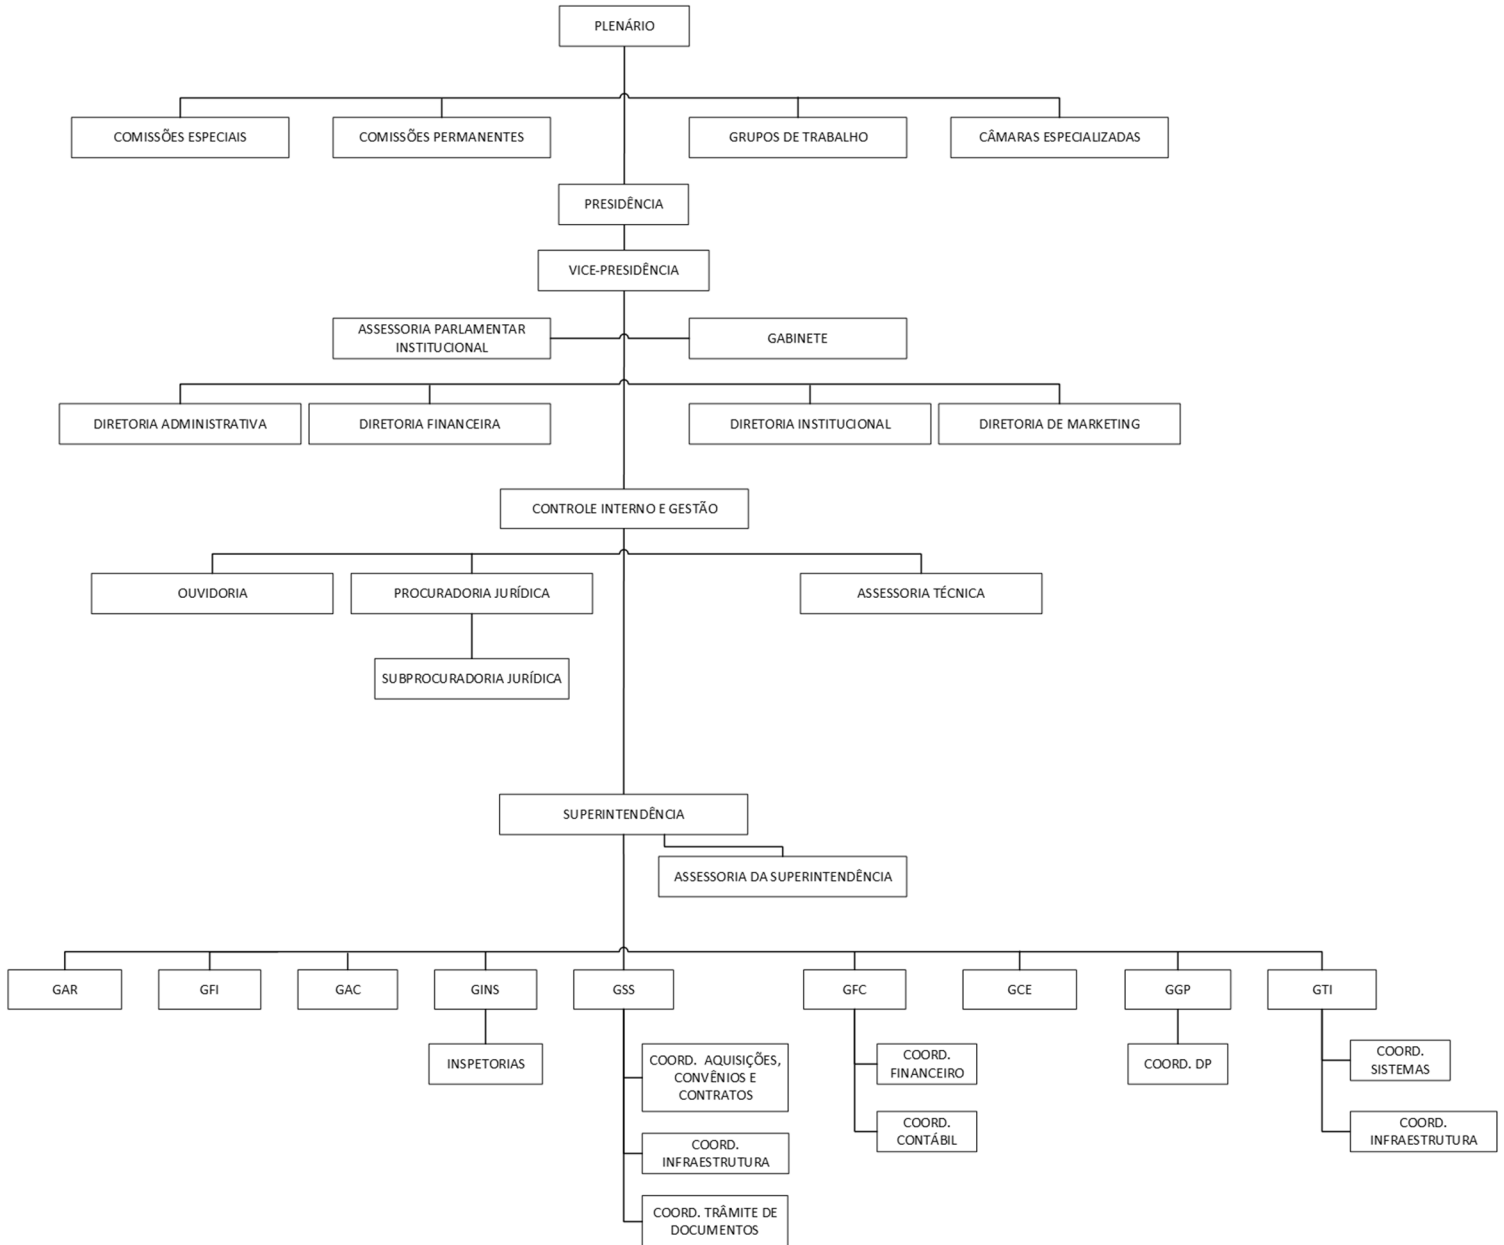 PLENÁRIO
COMISSÕES ESPECIAIS
COMISSÕES PERMANENTES
GRUPOS DE TRABALHO
CÂMARAS ESPECIALIZADAS
PRESIDÊNCIA
VICE-PRESIDÊNCIA
ASSESSORIA PARLAMENTAR
INSTITUCIONAL
GABINETE
DIRETORIA ADMINISTRATIVA
DIRETORIA FINANCEIRA
DIRETORIA INSTITUCIONAL
DIRETORIA DE MARKETING
CONTROLE INTERNO E GESTÃO
OUVIDORIA
PROCURADORIA JURÍDICA
ASSESSORIA TÉCNICA
SUBPROCURADORIA JURÍDICA
SUPERINTENDÊNCIA
ASSESSORIA DA SUPERINTENDÊNCIA
GAR
GFI
GAC
GINS
GSS
GFC
GCE
GGP
GTI
INSPETORIAS
COORD. AQUISIÇÕES,
CONVÊNIOS E
CONTRATOS
COORD.
INFRAESTRUTURA
COORD. TRÂMITE DE
DOCUMENTOS
COORD.
FINANCEIRO
COORD.
CONTÁBIL
COORD. DP
COORD.
SISTEMAS
COORD.
INFRAESTRUTURA